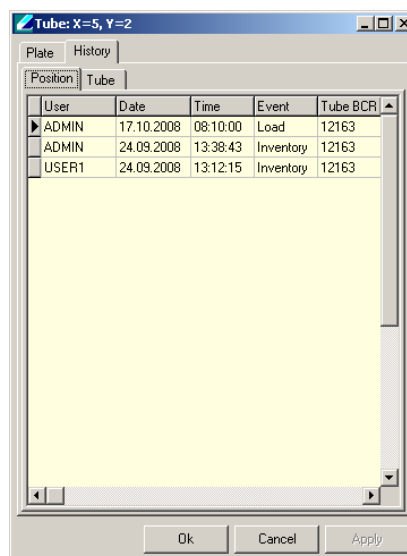 Tube: X=5, Y=2
Plate History
Position Tube
User Date Time Event Tube BCR
ADMIN 17.10.2008 08:10:00 Load 12163
ADMIN 24.09.2008 13:38:43 Inventory 12163
USER1 24.09.2008 13:12:15 Inventory 12163
Ok Cancel Apply